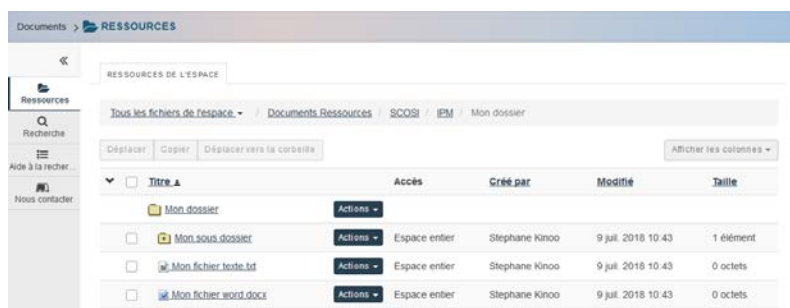 Documents > RESSOURCES
«
Ressources
Recherche
Aide à la recher...
Nous contacter
RESSOURCES DE L'ESPACE
Tous les fichiers de l'espace / Documents Ressources / SCOSI / IPM / Mon dossier
Déplacer Copier Déplacer vers la corbeille Afficher les colonnes
Titre Accès Créé par Modifié Taille
Mon dossier Actions
Mon sous dossier Actions Espace entier Stephane Kinoo 9 juil. 2018 10:43 1 élément
Mon fichier texte.txt Actions Espace entier Stephane Kinoo 9 juil. 2018 10:43 0 octets
Mon fichier word.docx Actions Espace entier Stephane Kinoo 9 juil. 2018 10:43 0 octets